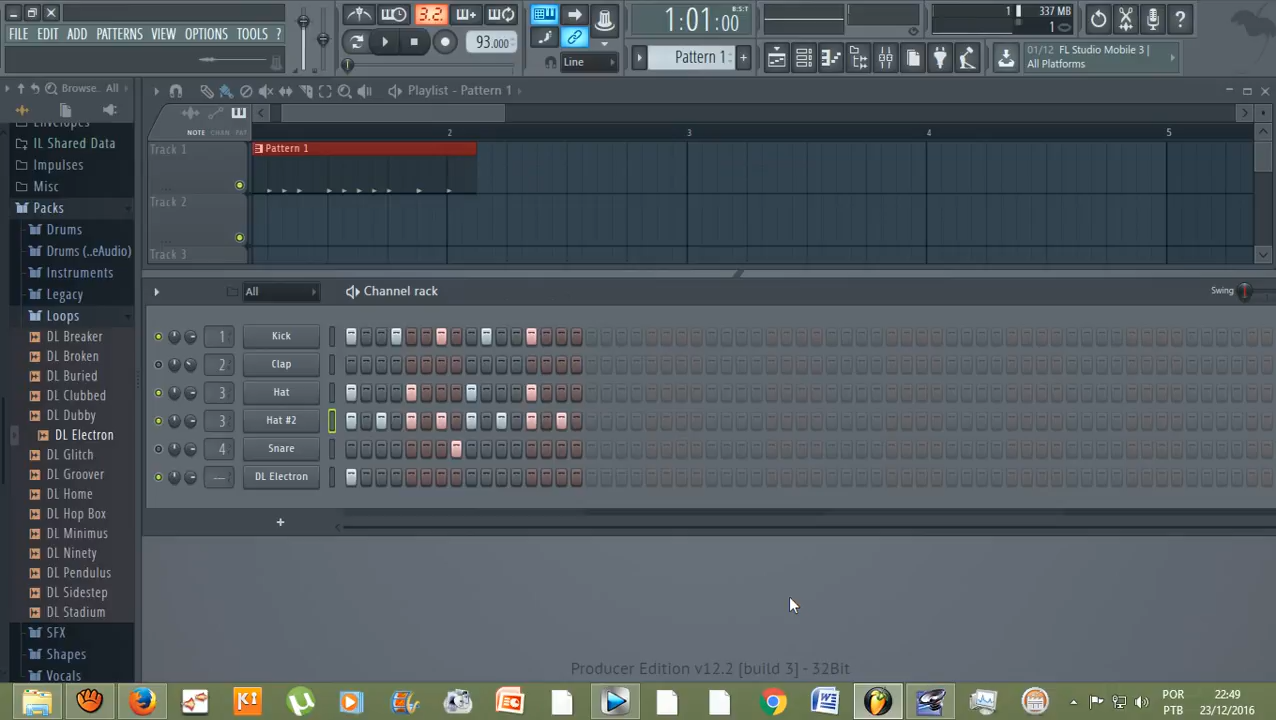 3.2
1:01:00 B:S:T
1 337 MB
1
FILE EDIT ADD PATTERNS VIEW OPTIONS TOOLS ?
93.000
Line
Pattern 1
01/12 FL Studio Mobile 3 |
All Platforms
Browse.. All
Playlist - Pattern 1
NOTE CHAN PAT
2 3 4 5
Envelopes
IL Shared Data
Impulses
Misc
Packs
Drums
Drums (..eAudio)
Instruments
Legacy
Loops
DL Breaker
DL Broken
DL Buried
DL Clubbed
DL Dubby
DL Electron
DL Glitch
DL Groover
DL Home
DL Hop Box
DL Minimus
DL Ninety
DL Pendulus
DL Sidestep
DL Stadium
SFX
Shapes
Vocals
Track 1
Pattern 1
Track 2
Track 3
All
Channel rack
Swing
1 Kick
2 Clap
3 Hat
3 Hat #2
4 Snare
--- DL Electron
+
Producer Edition v12.2 [build 3] - 32Bit
POR 22:49
PTB 23/12/2016